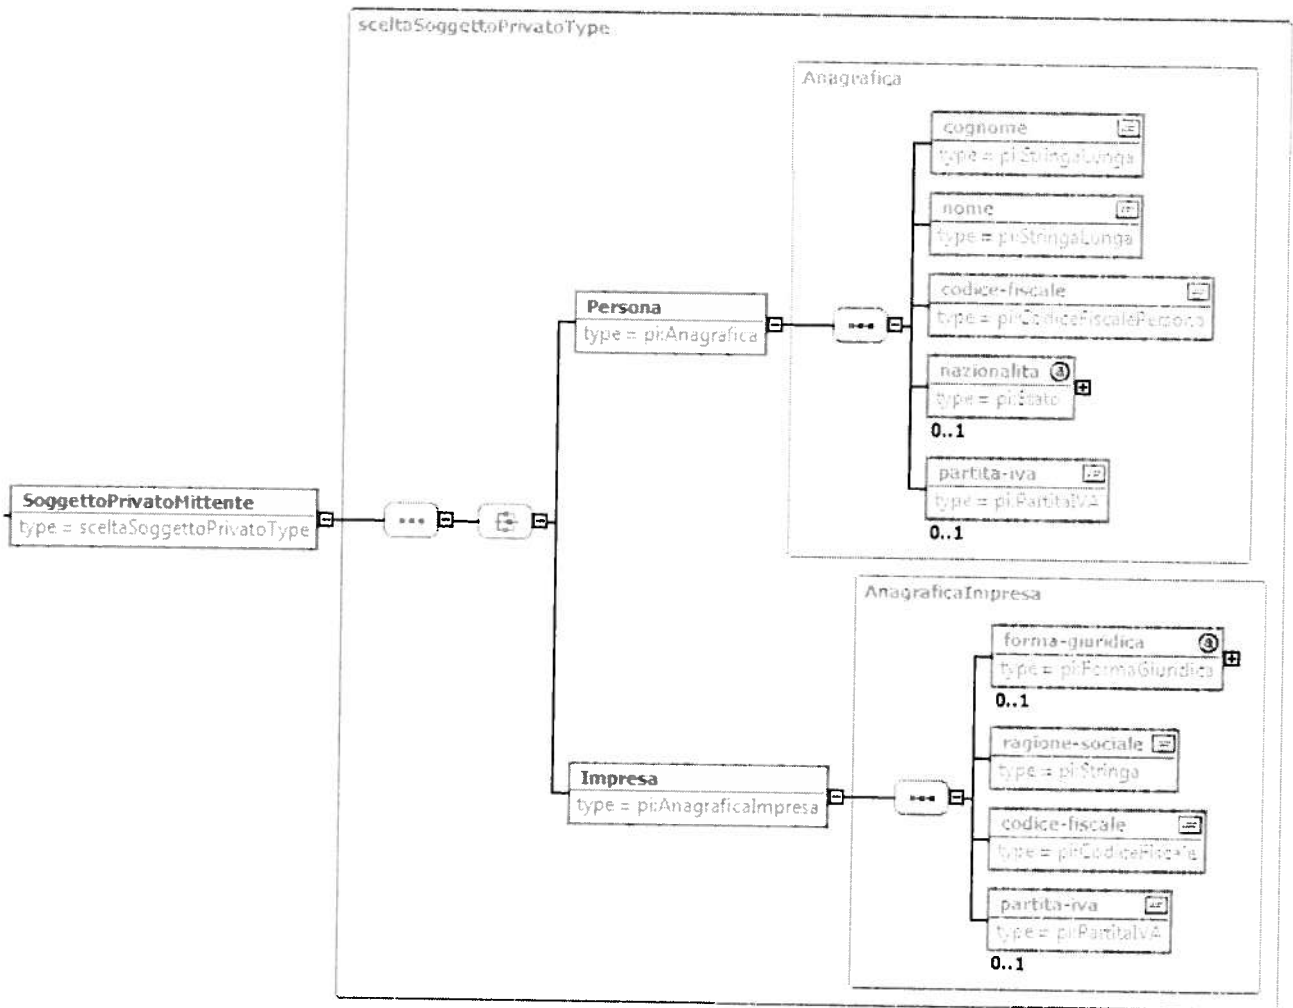 sceltaSoggettoPrivatoType
Anagrafica
cognome
type = pi:StringaLunga
nome
type = pi:StringaLunga
codice-fiscale
type = pi:CodiceFiscalePersona
Persona
type = pi:Anagrafica
nazionalita
type = pi:Stato
0..1
partita-iva
type = pi:PartitaIVA
0..1
SoggettoPrivatoMittente
type = sceltaSoggettoPrivatoType
AnagraficaImpresa
forma-giuridica
type = pi:FormaGiuridica
0..1
ragione-sociale
type = pi:Stringa
Impresa
type = pi:AnagraficaImpresa
codice-fiscale
type = pi:CodiceFiscale
partita-iva
type = pi:PartitaIVA
0..1